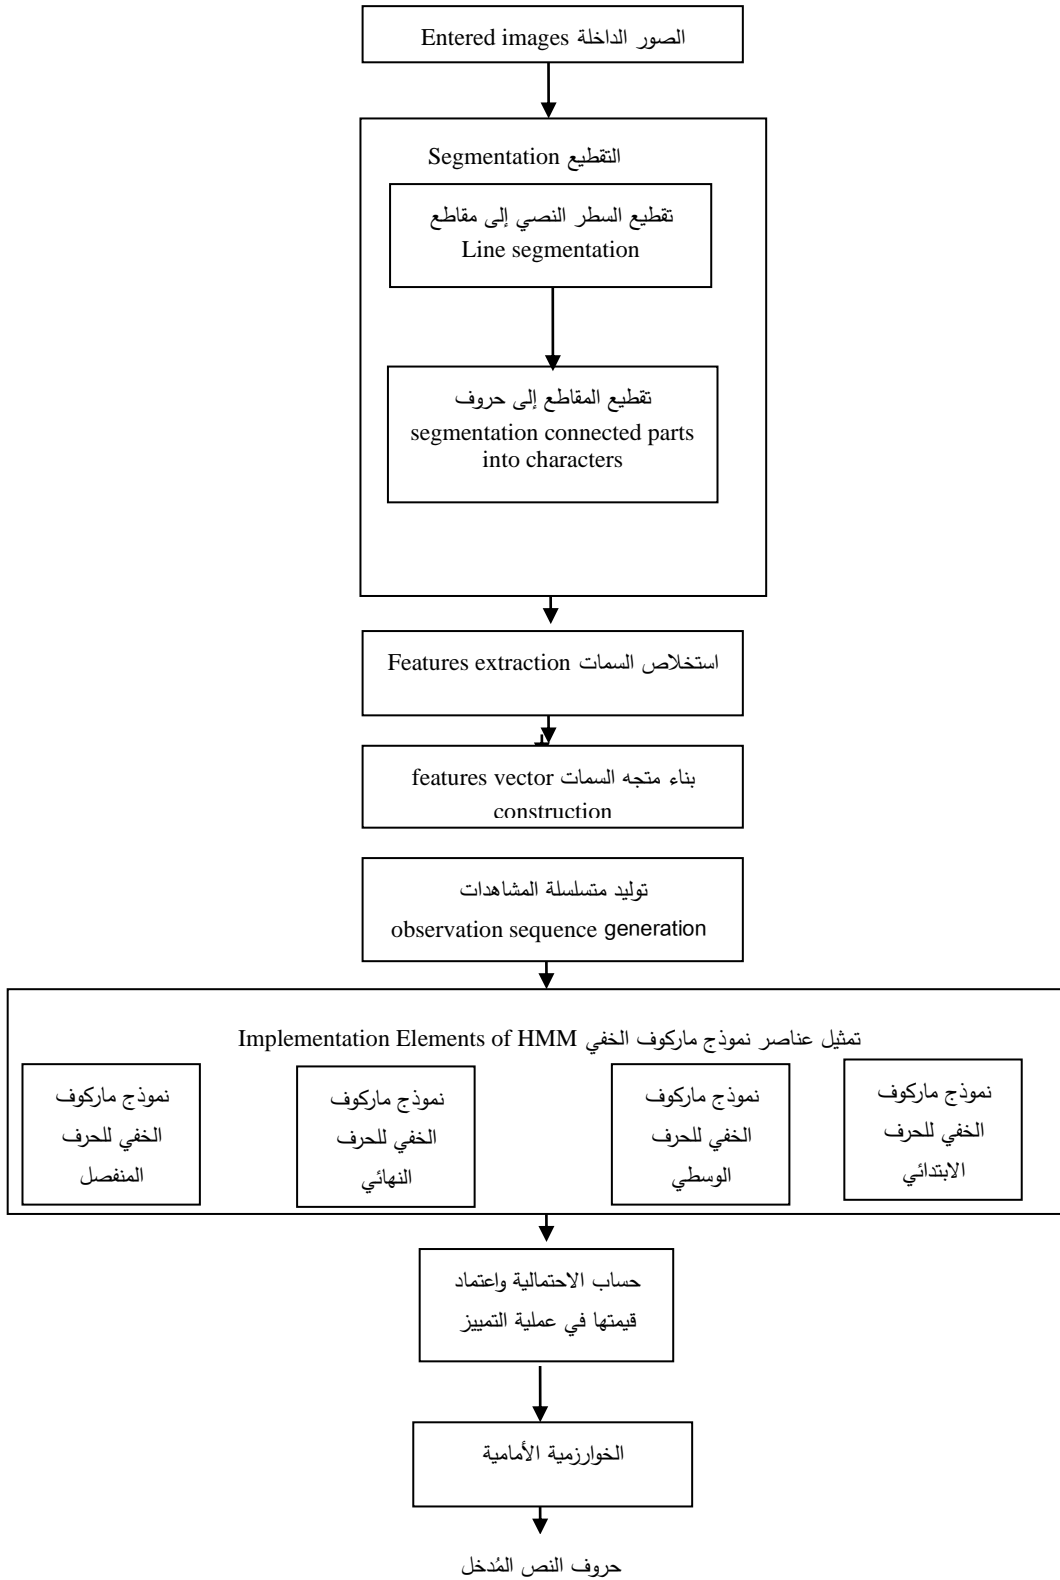 الصور الداخلة Entered images
التقطيع Segmentation
تقطيع السطر النصي إلى مقاطع
Line segmentation
تقطيع المقاطع إلى حروف
segmentation connected parts
into characters
استخلاص السمات Features extraction
بناء متجه السمات features vector
construction
توليد متسلسلة المشاهدات
observation sequence generation
تمثيل عناصر نموذج ماركوف الخفي Implementation Elements of HMM
نموذج ماركوف
الخفي للحرف
الابتدائي
نموذج ماركوف
الخفي للحرف
الوسطي
نموذج ماركوف
الخفي للحرف
النهائي
نموذج ماركوف
الخفي للحرف
المنفصل
حساب الاحتمالية واعتماد
قيمتها في عملية التمييز
الخوارزمية الأمامية
حروف النص المُدخل